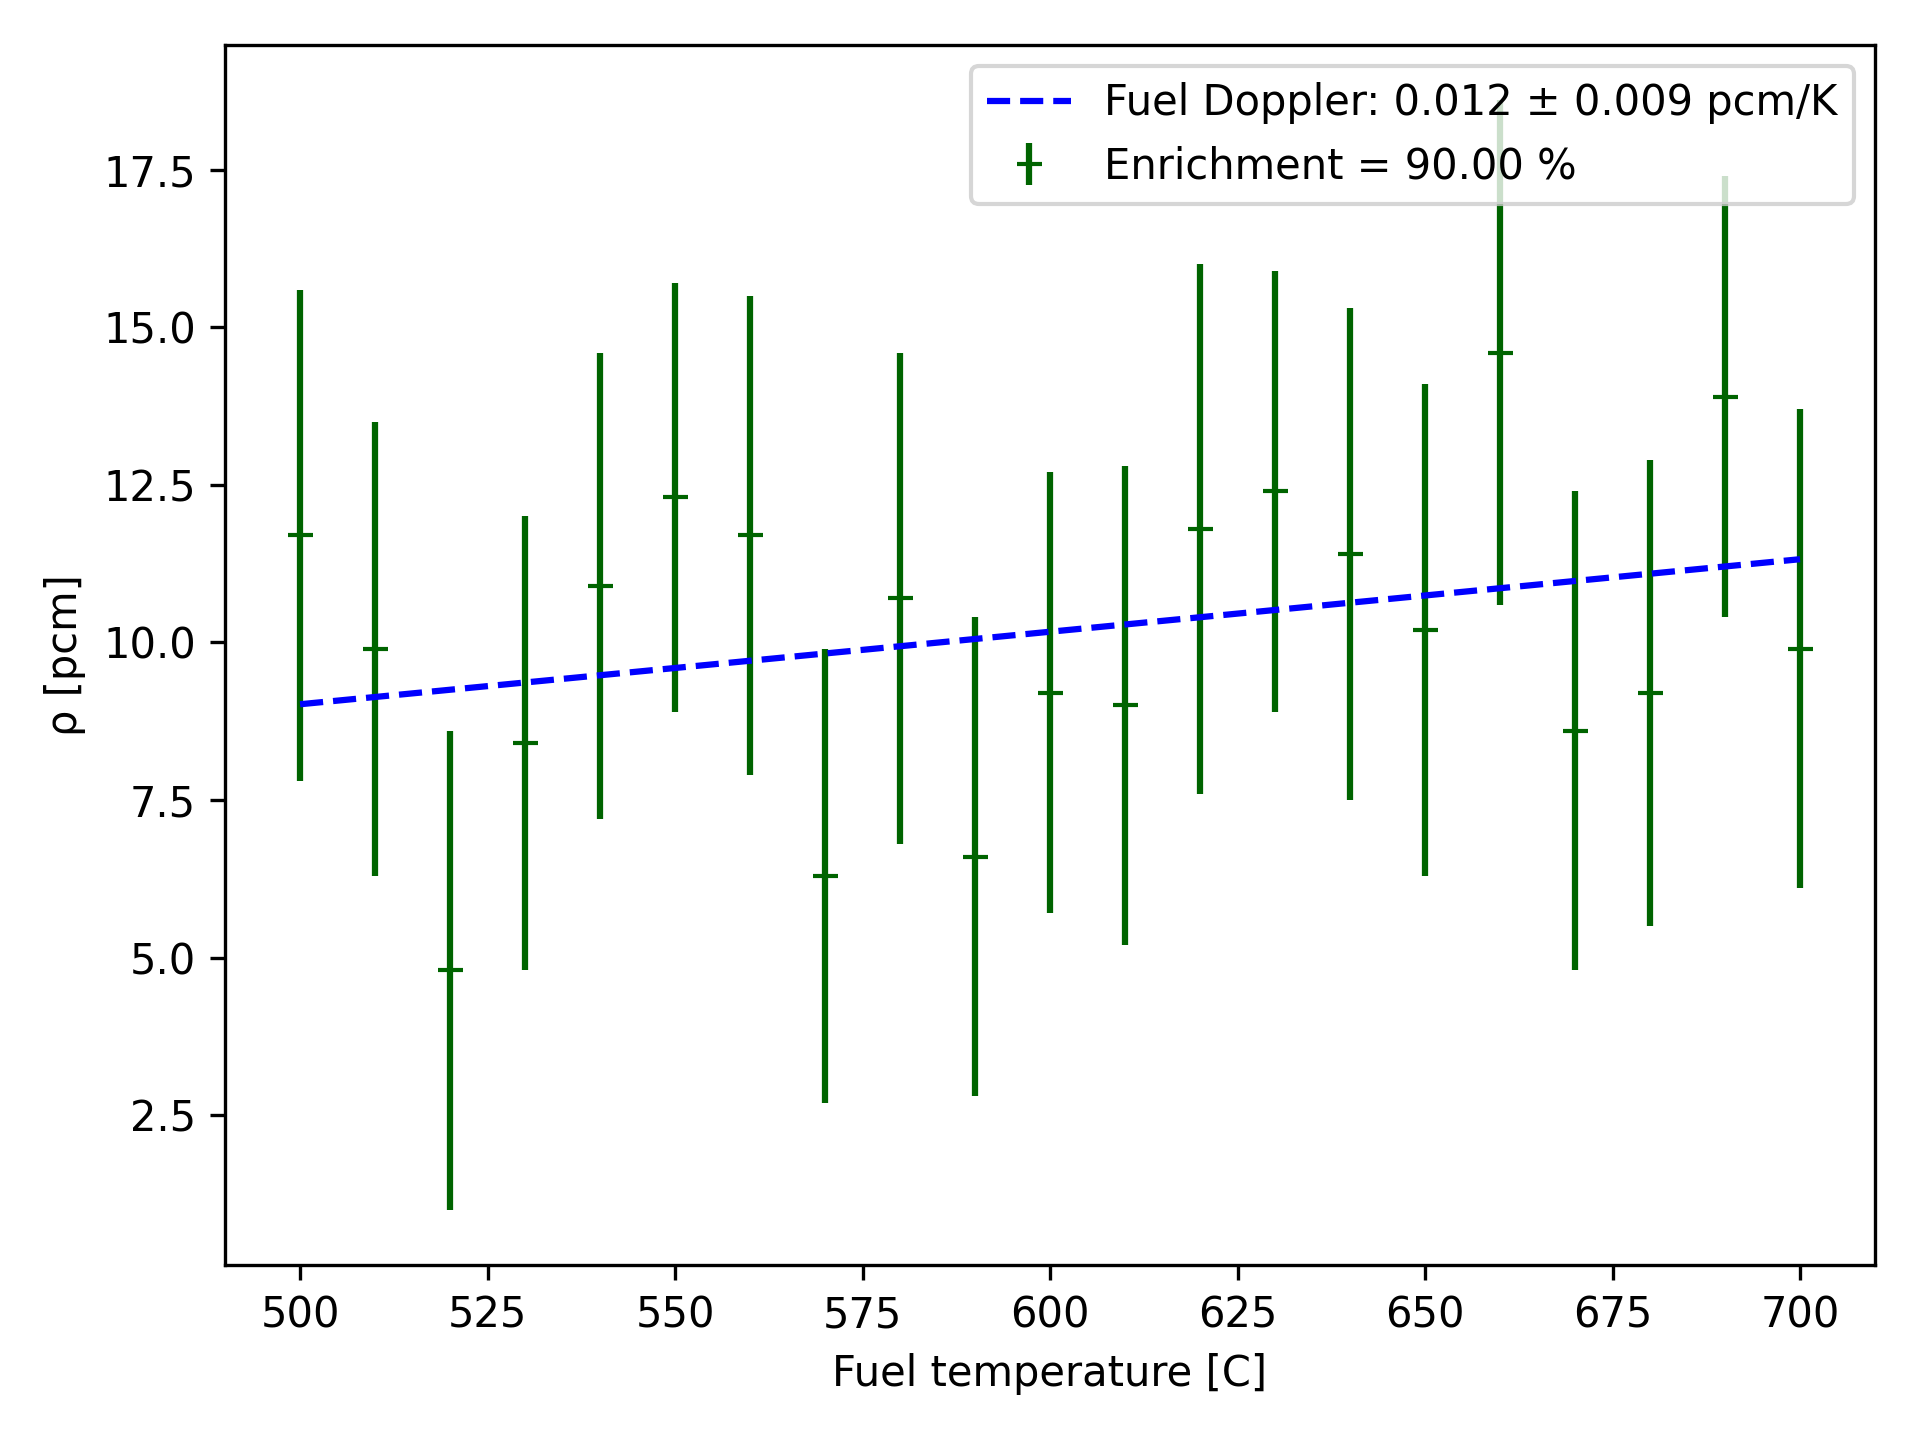 Fuel Doppler: 0.012 ± 0.009 pcm/K
Enrichment = 90.00 %
17.5
15.0
12.5
10.0
7.5
5.0
2.5
ρ [pcm]
500 525 550 575 600 625 650 675 700
Fuel temperature [C]